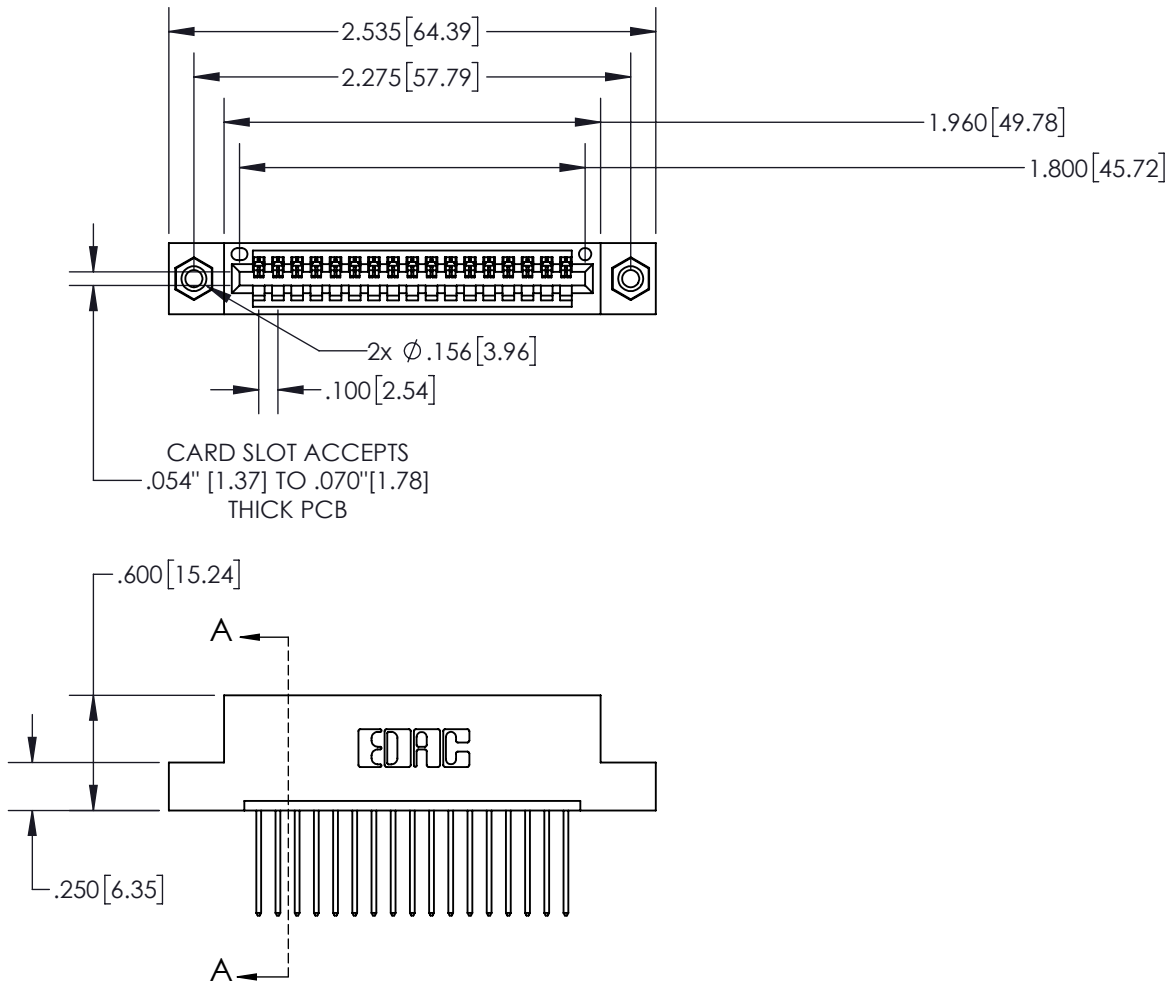 2.535[64.39]
2.275[57.79]
1.960[49.78]
1.800[45.72]
2x ∅.156[3.96]
.100[2.54]
CARD SLOT ACCEPTS
.054" [1.37] TO .070"[1.78]
THICK PCB
.600[15.24]
A
EDAC
.250[6.35]
A